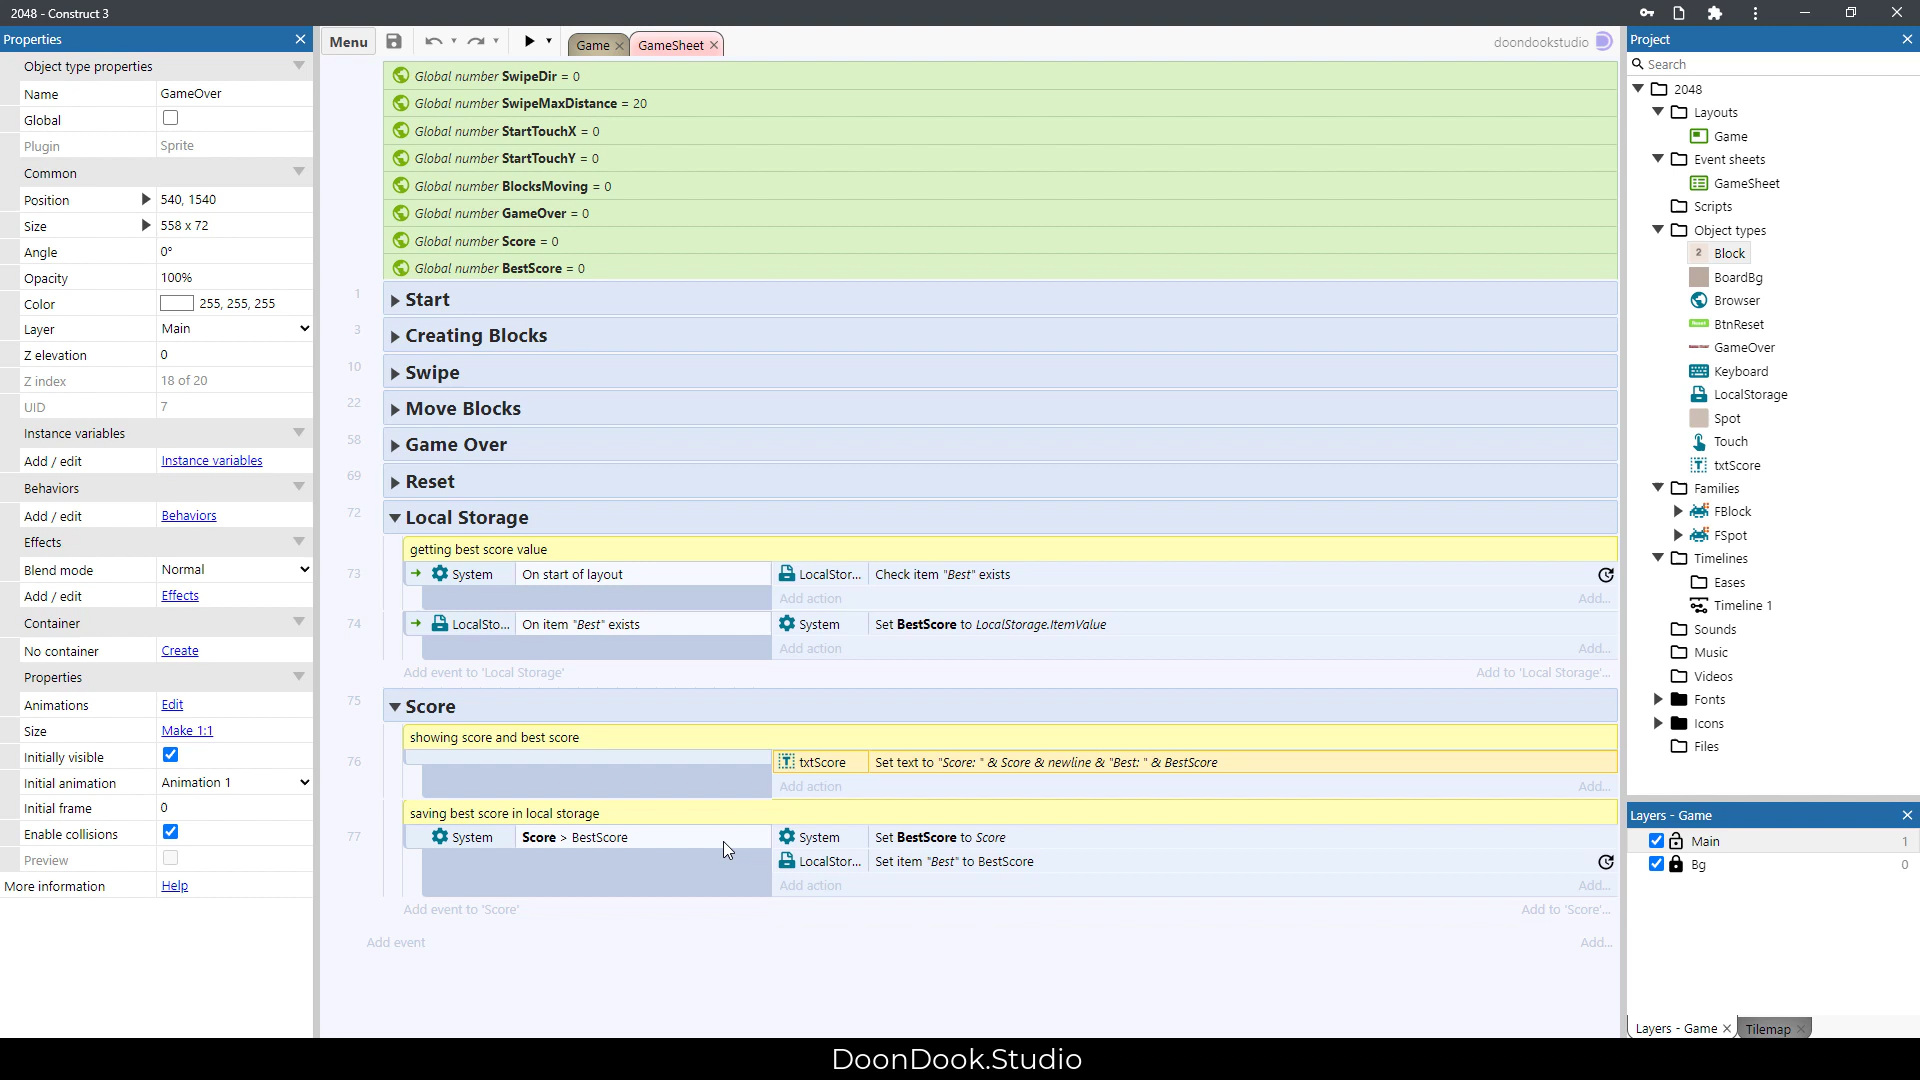 2048 - Construct 3
Properties
Object type properties
Name GameOver
Global
Plugin Sprite
Common
Position 540, 1540
Size 558 x 72
Angle 0°
Opacity 100%
Color 255, 255, 255
Layer Main
Z elevation 0
Z index 18 of 20
UID 7
Instance variables
Add / edit Instance variables
Behaviors
Add / edit Behaviors
Effects
Blend mode Normal
Add / edit Effects
Container
No container Create
Properties
Animations Edit
Size Make 1:1
Initially visible
Initial animation Animation 1
Initial frame 0
Enable collisions
Preview
More information Help
Menu
Game
GameSheet
doondookstudio
Global number SwipeDir = 0
Global number SwipeMaxDistance = 20
Global number StartTouchX = 0
Global number StartTouchY = 0
Global number BlocksMoving = 0
Global number GameOver = 0
Global number Score = 0
Global number BestScore = 0
1 Start
3 Creating Blocks
10 Swipe
22 Move Blocks
58 Game Over
69 Reset
72 Local Storage
getting best score value
73 System On start of layout LocalStor... Check item "Best" exists
Add action Add...
74 LocalSto... On item "Best" exists System Set BestScore to LocalStorage.ItemValue
Add action Add...
Add event to 'Local Storage' Add to 'Local Storage'...
75 Score
showing score and best score
76 txtScore Set text to "Score: " & Score & newline & "Best: " & BestScore
Add action Add...
saving best score in local storage
77 System Score > BestScore System Set BestScore to Score
LocalStor... Set item "Best" to BestScore
Add action Add...
Add event to 'Score' Add to 'Score'...
Add event Add...
Project
Search
2048
Layouts
Game
Event sheets
GameSheet
Scripts
Object types
2 Block
BoardBg
Browser
BtnReset
GameOver
Keyboard
LocalStorage
Spot
Touch
txtScore
Families
FBlock
FSpot
Timelines
Eases
Timeline 1
Sounds
Music
Videos
Fonts
Icons
Files
Layers - Game
Main 1
Bg 0
Layers - Game
Tilemap
DoonDook.Studio